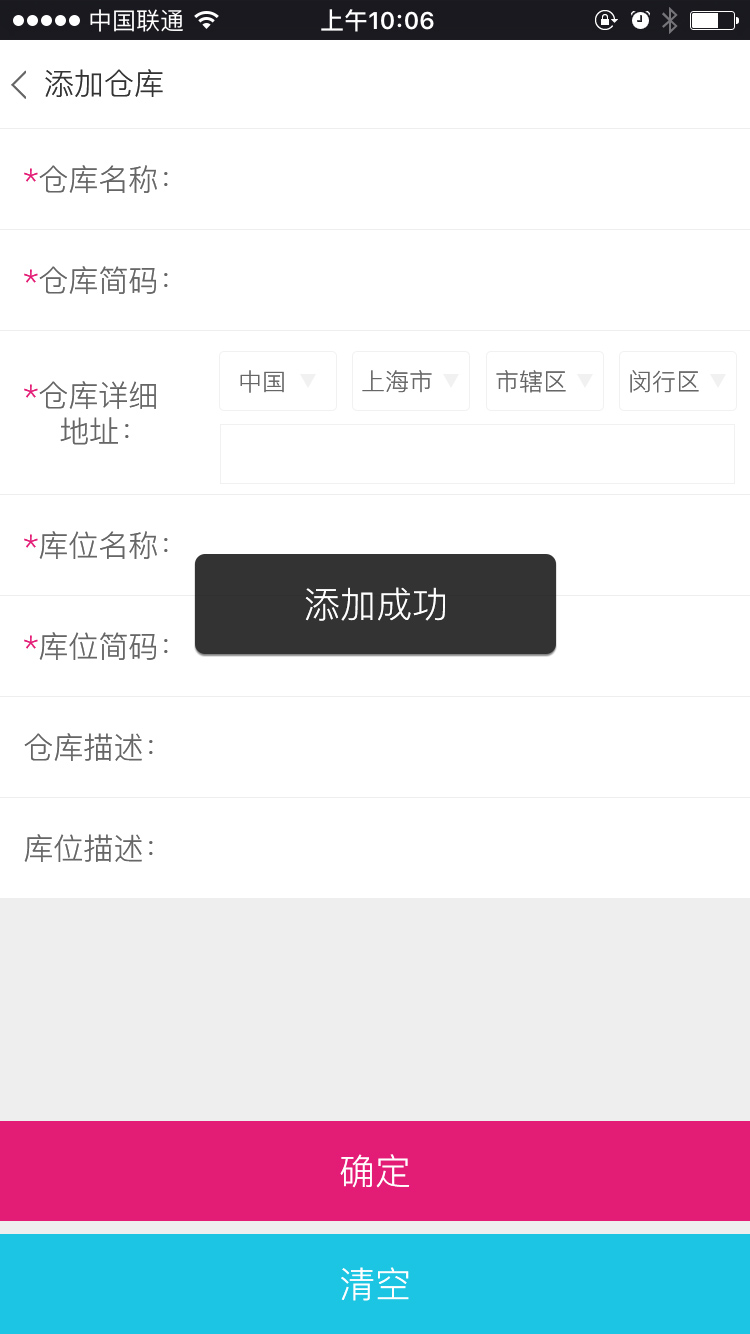 中国联通 上午10:06
添加仓库
*仓库名称：
*仓库简码：
中国 上海市 市辖区 闵行区
*仓库详细
地址：
*库位名称：
添加成功
*库位简码：
仓库描述：
库位描述：
确定
清空